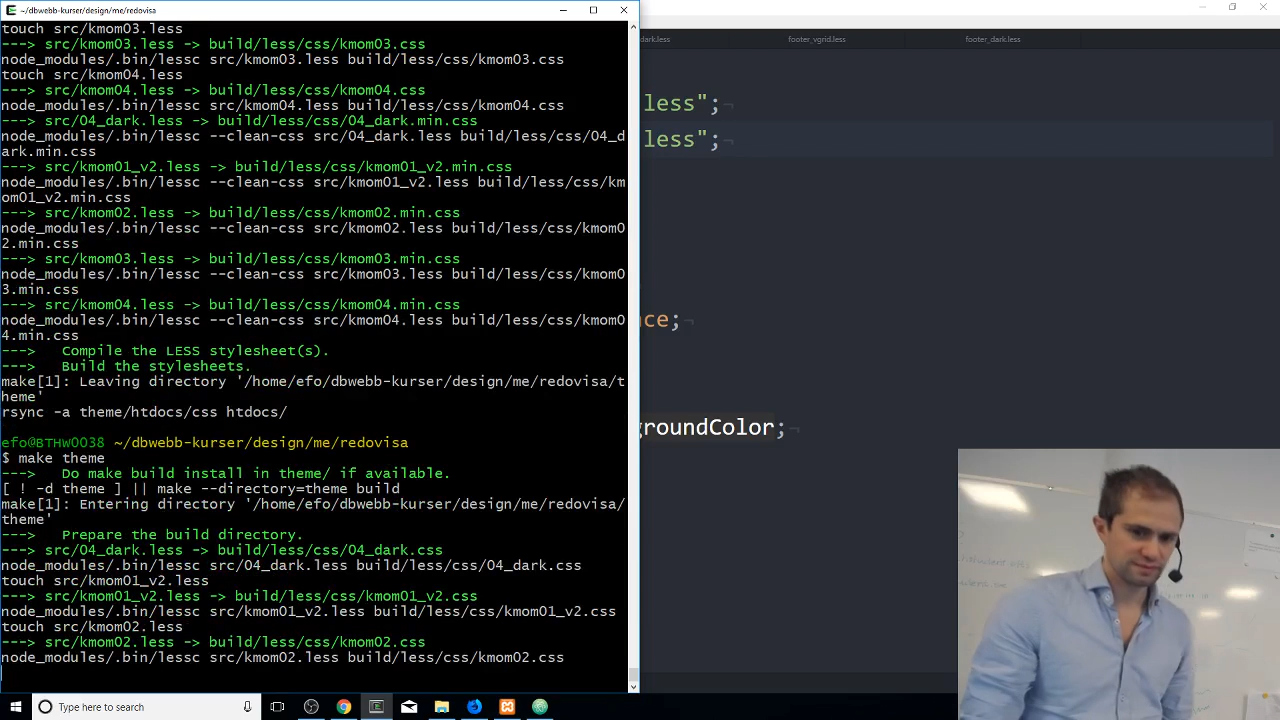 ~/dbwebb-kurser/design/me/redovisa
touch src/kmom03.less
---> src/kmom03.less -> build/less/css/kmom03.css
node_modules/.bin/lessc src/kmom03.less build/less/css/kmom03.css
touch src/kmom04.less
---> src/kmom04.less -> build/less/css/kmom04.css
node_modules/.bin/lessc src/kmom04.less build/less/css/kmom04.css
---> src/04_dark.less -> build/less/css/04_dark.min.css
node_modules/.bin/lessc --clean-css src/04_dark.less build/less/css/04_d
ark.min.css
---> src/kmom01_v2.less -> build/less/css/kmom01_v2.min.css
node_modules/.bin/lessc --clean-css src/kmom01_v2.less build/less/css/km
om01_v2.min.css
---> src/kmom02.less -> build/less/css/kmom02.min.css
node_modules/.bin/lessc --clean-css src/kmom02.less build/less/css/kmom0
2.min.css
---> src/kmom03.less -> build/less/css/kmom03.min.css
node_modules/.bin/lessc --clean-css src/kmom03.less build/less/css/kmom0
3.min.css
---> src/kmom04.less -> build/less/css/kmom04.min.css
node_modules/.bin/lessc --clean-css src/kmom04.less build/less/css/kmom0
4.min.css
--->   Compile the LESS stylesheet(s).
--->   Build the stylesheets.
make[1]: Leaving directory '/home/efo/dbwebb-kurser/design/me/redovisa/t
heme'
rsync -a theme/htdocs/css htdocs/
efo@BTHW0038 ~/dbwebb-kurser/design/me/redovisa
$ make theme
--->   Do make build install in theme/ if available.
[ ! -d theme ] || make --directory=theme build
make[1]: Entering directory '/home/efo/dbwebb-kurser/design/me/redovisa/
theme'
--->   Prepare the build directory.
---> src/04_dark.less -> build/less/css/04_dark.css
node_modules/.bin/lessc src/04_dark.less build/less/css/04_dark.css
touch src/kmom01_v2.less
---> src/kmom01_v2.less -> build/less/css/kmom01_v2.css
node_modules/.bin/lessc src/kmom01_v2.less build/less/css/kmom01_v2.css
touch src/kmom02.less
---> src/kmom02.less -> build/less/css/kmom02.css
node_modules/.bin/lessc src/kmom02.less build/less/css/kmom02.css
dark.less footer_vgrid.less footer_dark.less
less";
less";
ce;
groundColor;
Type here to search